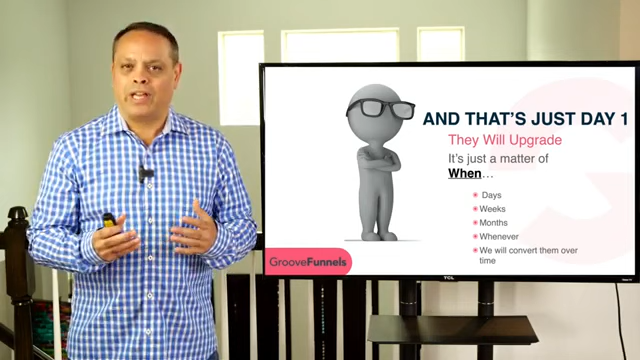 AND THAT'S JUST DAY 1
They Will Upgrade
It's just a matter of
When...
Days
Weeks
Months
Whenever
We will convert them over
time
GrooveFunnels
TCL